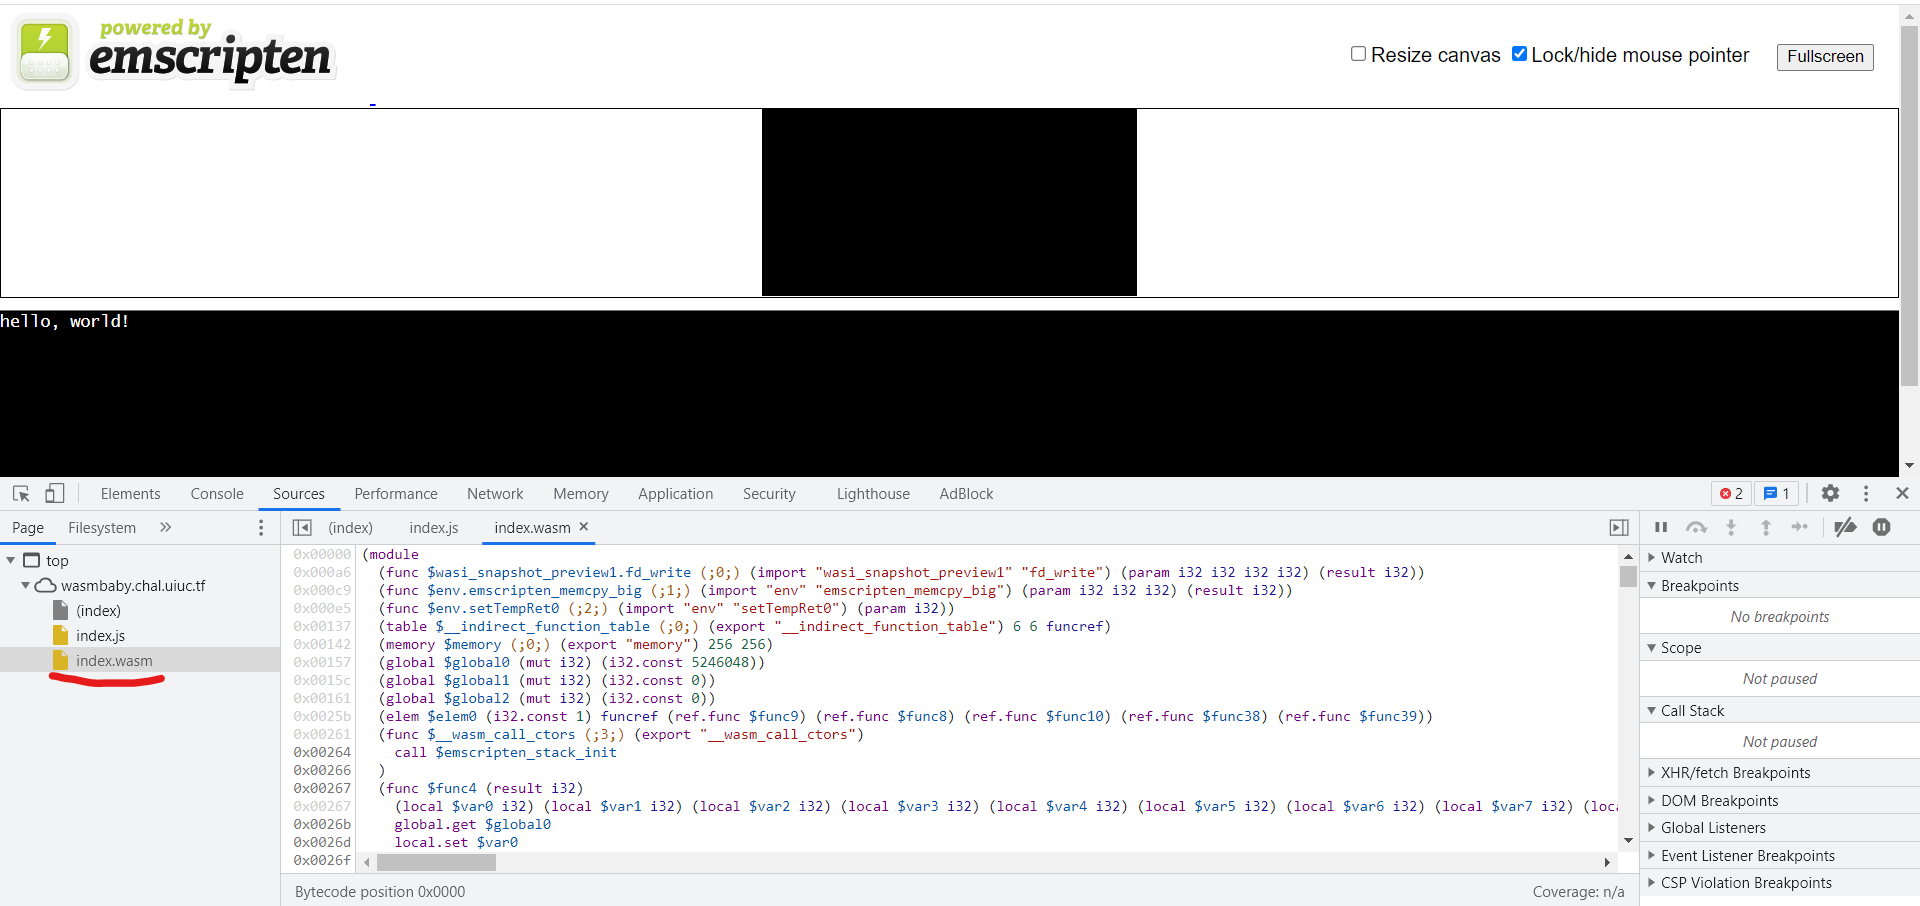 powered by
emscripten
Resize canvas Lock/hide mouse pointer Fullscreen
hello, world!
Elements Console Sources Performance Network Memory Application Security Lighthouse AdBlock 2 1
Page Filesystem
(index) index.js index.wasm
top
wasmbaby.chal.uiuc.tf
(index)
index.js
index.wasm
0x00000 (module
0x000a6 (func $wasi_snapshot_preview1.fd_write (;0;) (import "wasi_snapshot_preview1" "fd_write") (param i32 i32 i32 i32) (result i32))
0x000c9 (func $env.emscripten_memcpy_big (;1;) (import "env" "emscripten_memcpy_big") (param i32 i32 i32) (result i32))
0x000e5 (func $env.setTempRet0 (;2;) (import "env" "setTempRet0") (param i32))
0x00137 (table $__indirect_function_table (;0;) (export "__indirect_function_table") 6 6 funcref)
0x00142 (memory $memory (;0;) (export "memory") 256 256)
0x00157 (global $global0 (mut i32) (i32.const 5246048))
0x0015c (global $global1 (mut i32) (i32.const 0))
0x00161 (global $global2 (mut i32) (i32.const 0))
0x0025b (elem $elem0 (i32.const 1) funcref (ref.func $func9) (ref.func $func8) (ref.func $func10) (ref.func $func38) (ref.func $func39))
0x00261 (func $__wasm_call_ctors (;3;) (export "__wasm_call_ctors")
0x00264 call $emscripten_stack_init
0x00266 )
0x00267 (func $func4 (result i32)
0x00267 (local $var0 i32) (local $var1 i32) (local $var2 i32) (local $var3 i32) (local $var4 i32) (local $var5 i32) (local $var6 i32) (local $var7 i32) (loc
0x0026b global.get $global0
0x0026d local.set $var0
0x0026f
Bytecode position 0x0000 Coverage: n/a
Watch
Breakpoints
No breakpoints
Scope
Not paused
Call Stack
Not paused
XHR/fetch Breakpoints
DOM Breakpoints
Global Listeners
Event Listener Breakpoints
CSP Violation Breakpoints